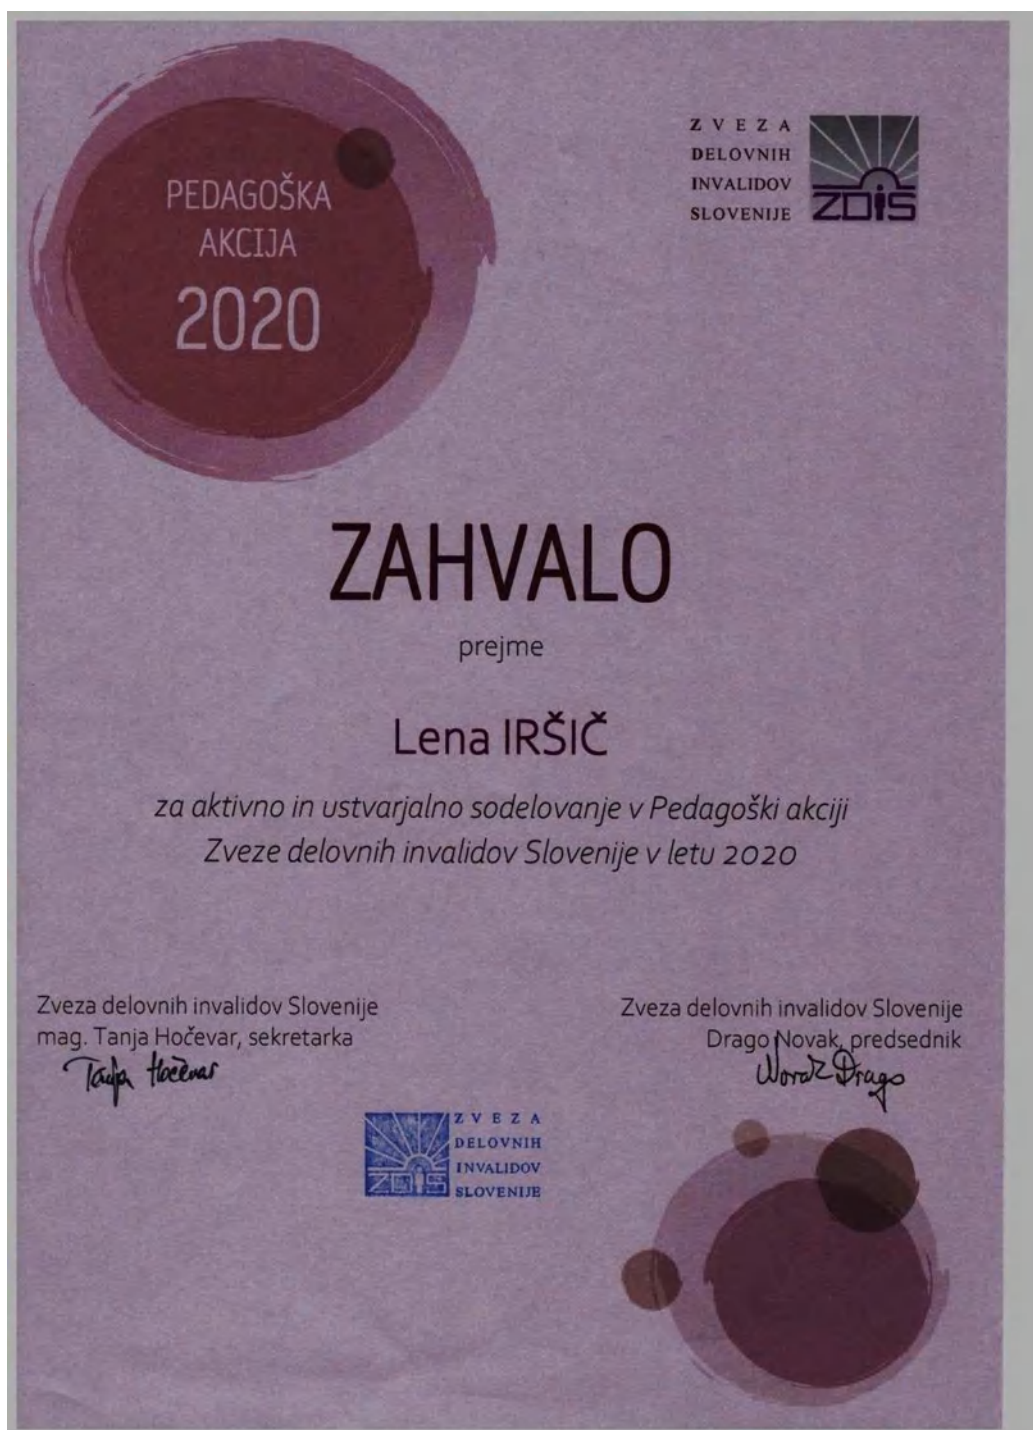 PEDAGOŠKA
AKCIJA
2020
ZVEZA
DELOVNIH
INVALIDOV
SLOVENIJE
ZDIS
ZAHVALO
prejme
Lena IRŠIČ
za aktivno in ustvarjalno sodelovanje v Pedagoški akciji
Zveze delovnih invalidov Slovenije v letu 2020
Zveza delovnih invalidov Slovenije
mag. Tanja Hočevar, sekretarka
Tanja Hočevar
Zveza delovnih invalidov Slovenije
Drago Novak, predsednik
Novak Drago
ZVEZA
DELOVNIH
INVALIDOV
SLOVENIJE
ZDIS